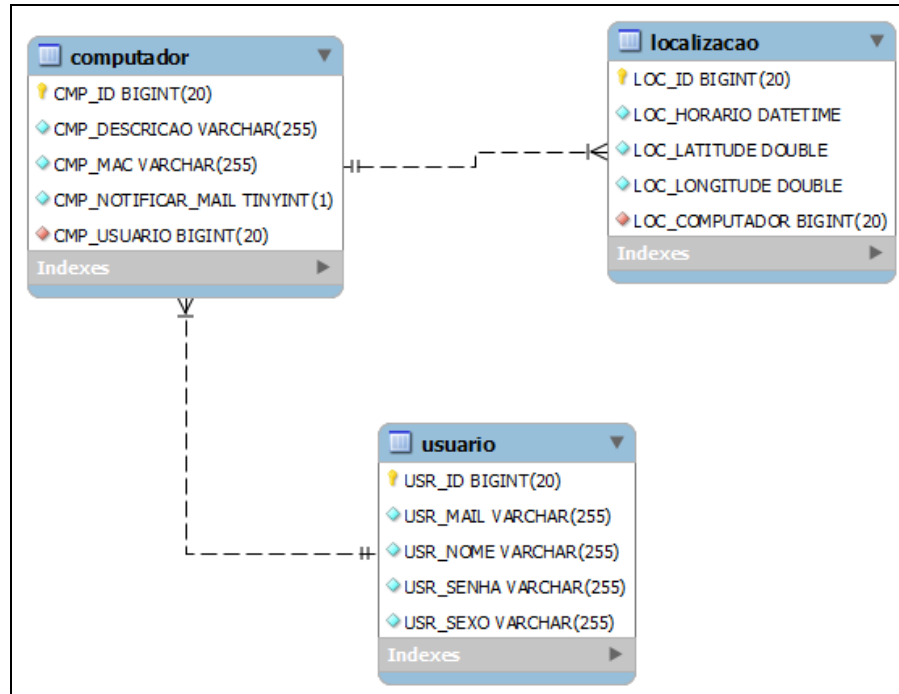 computador
CMP_ID BIGINT(20)
CMP_DESCRICAO VARCHAR(255)
CMP_MAC VARCHAR(255)
CMP_NOTIFICAR_MAIL TINYINT(1)
CMP_USUARIO BIGINT(20)
Indexes
localizacao
LOC_ID BIGINT(20)
LOC_HORARIO DATETIME
LOC_LATITUDE DOUBLE
LOC_LONGITUDE DOUBLE
LOC_COMPUTADOR BIGINT(20)
Indexes
usuario
USR_ID BIGINT(20)
USR_MAIL VARCHAR(255)
USR_NOME VARCHAR(255)
USR_SENHA VARCHAR(255)
USR_SEXO VARCHAR(255)
Indexes